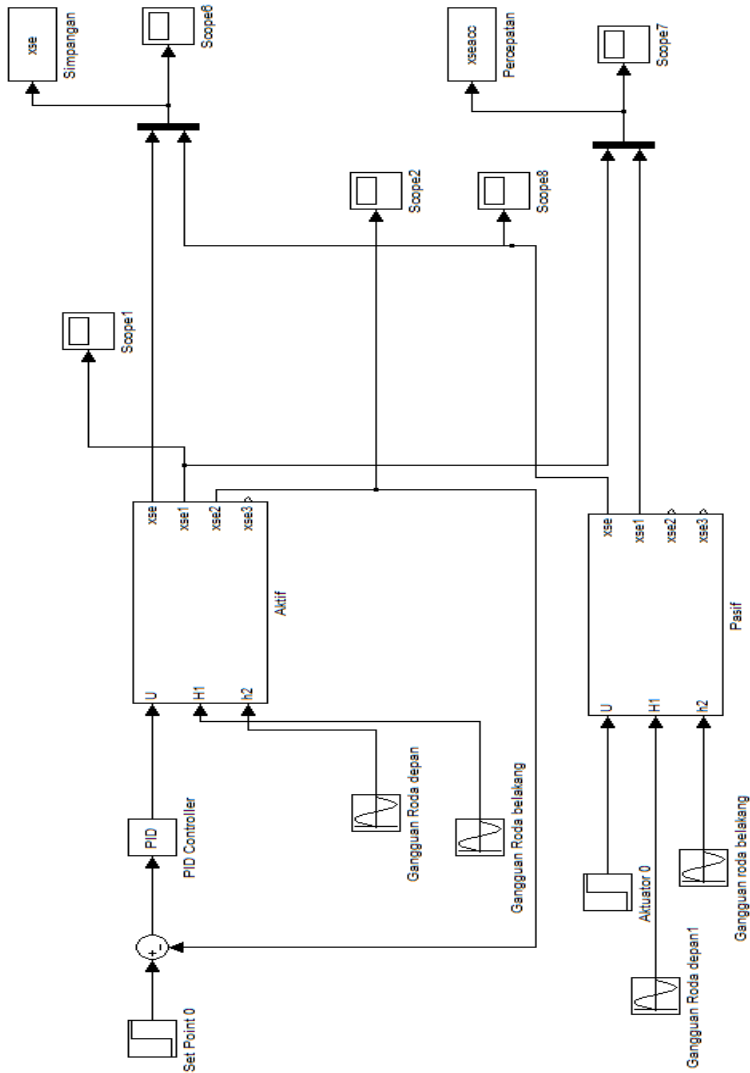 Set Point 0
+
-
PID
PID Controller
U
H1
h2
xse
xse1
xse2
xse3
Aktif
Gangguan Roda depan
Gangguan Roda belakang
Scope1
Scope2
Scope8
xse
Simpangan
Scope6
xseacc
Percepatan
Scope7
Aktuator 0
Gangguan Roda depan1
Gangguan roda belakang
U
H1
h2
xse
xse1
xse2
xse3
Pasif